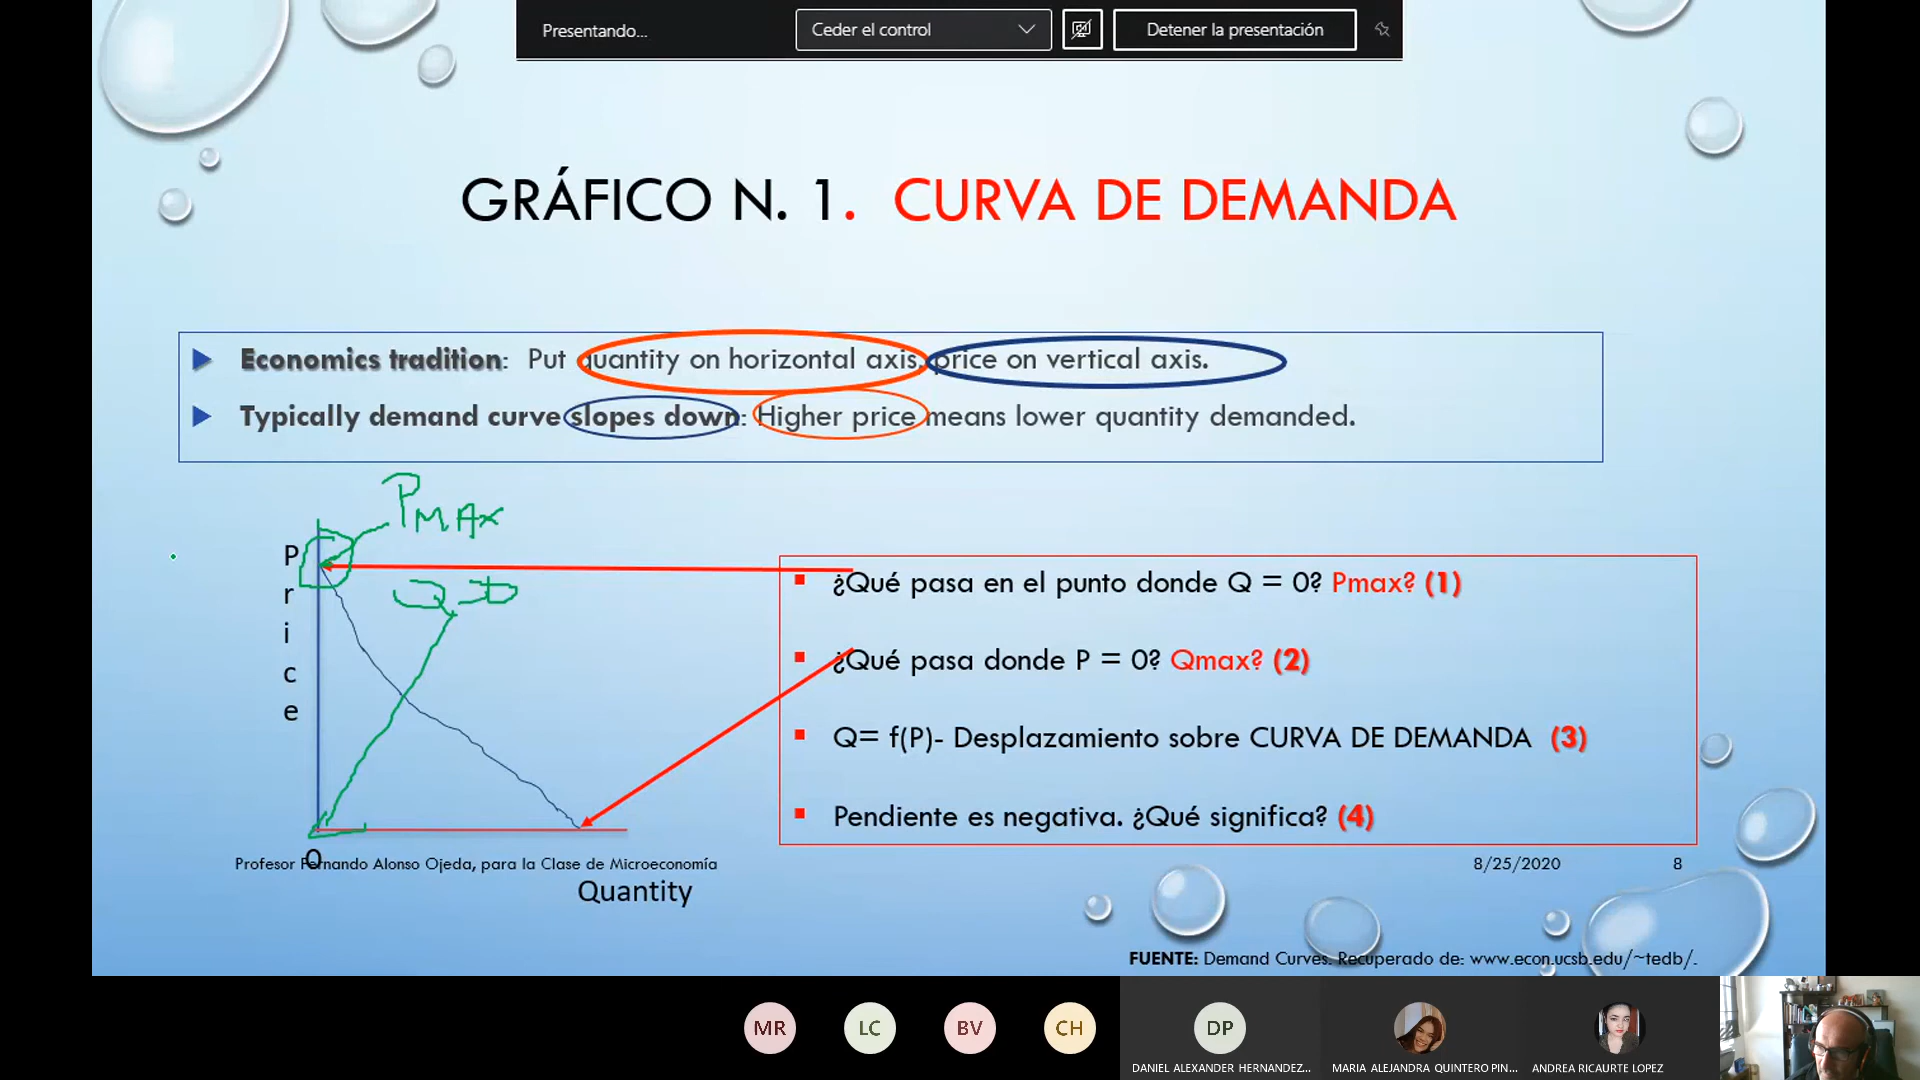 Presentando...
Ceder el control
Detener la presentación
GRÁFICO N. 1. CURVA DE DEMANDA
Economics tradition: Put quantity on horizontal axis, price on vertical axis.
Typically demand curve slopes down: Higher price means lower quantity demanded.
PMAX
Price
¿Qué pasa en el punto donde Q = 0? Pmax? (1)
¿Qué pasa donde P = 0? Qmax? (2)
Q= f(P)- Desplazamiento sobre CURVA DE DEMANDA (3)
Pendiente es negativa. ¿Qué significa? (4)
0
Profesor Fernando Alonso Ojeda, para la Clase de Microeconomía
8/25/2020
8
Quantity
FUENTE: Demand Curves. Recuperado de: www.econ.ucsb.edu/~tedb/.
MR
LC
BV
CH
DP
DANIEL ALEXANDER HERNANDEZ...
MARIA ALEJANDRA QUINTERO PIN...
ANDREA RICAURTE LOPEZ